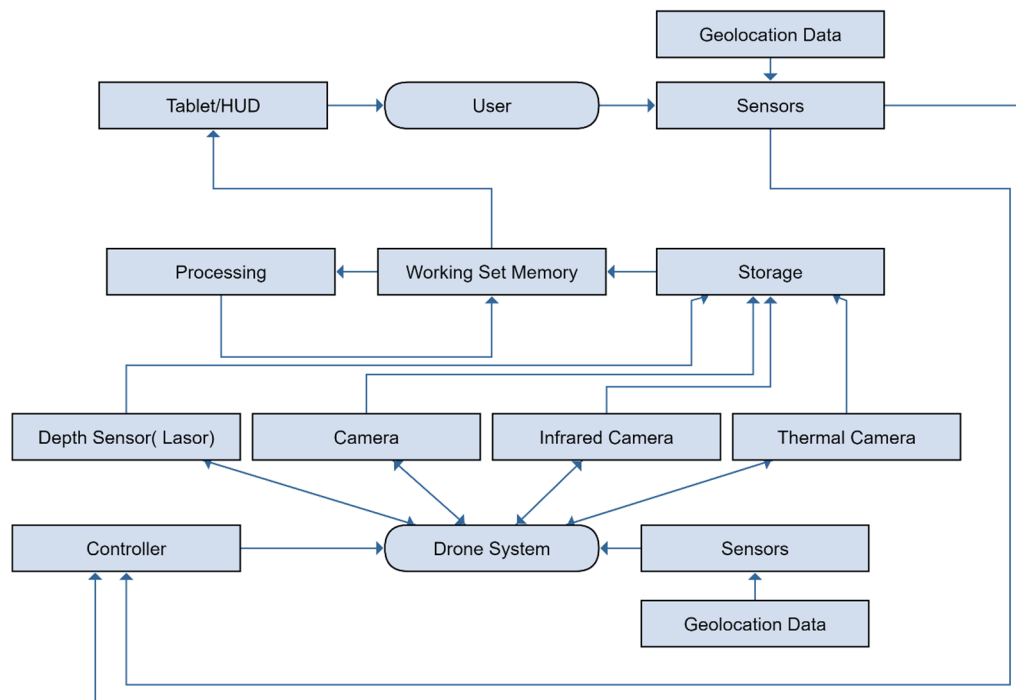 Geolocation Data
Tablet/HUD
User
Sensors
Processing
Working Set Memory
Storage
Depth Sensor( Lasor)
Camera
Infrared Camera
Thermal Camera
Controller
Drone System
Sensors
Geolocation Data